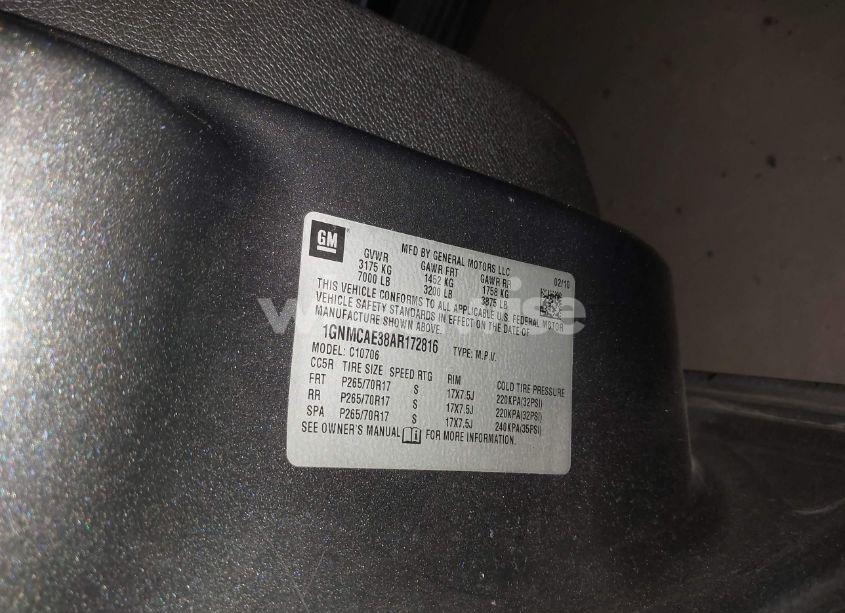 GM
MFD BY GENERAL MOTORS LLC
GVWR GAWR FRT GAWR RR 02/10
3175 KG 1452 KG 1758 KG
7000 LB 3200 LB 3875 LB
THIS VEHICLE CONFORMS TO ALL APPLICABLE U.S. FEDERAL MOTOR
VEHICLE SAFETY STANDARDS IN EFFECT ON THE DATE OF
MANUFACTURE SHOWN ABOVE.
1GNMCAE38AR172816 TYPE: M.P.V.
MODEL: C10706
CC5R TIRE SIZE SPEED RTG RIM COLD TIRE PRESSURE
FRT P265/70R17 S 17X7.5J 220KPA(32PSI)
RR P265/70R17 S 17X7.5J 220KPA(32PSI)
SPA P265/70R17 S 17X7.5J 240KPA(35PSI)
SEE OWNER'S MANUAL FOR MORE INFORMATION.